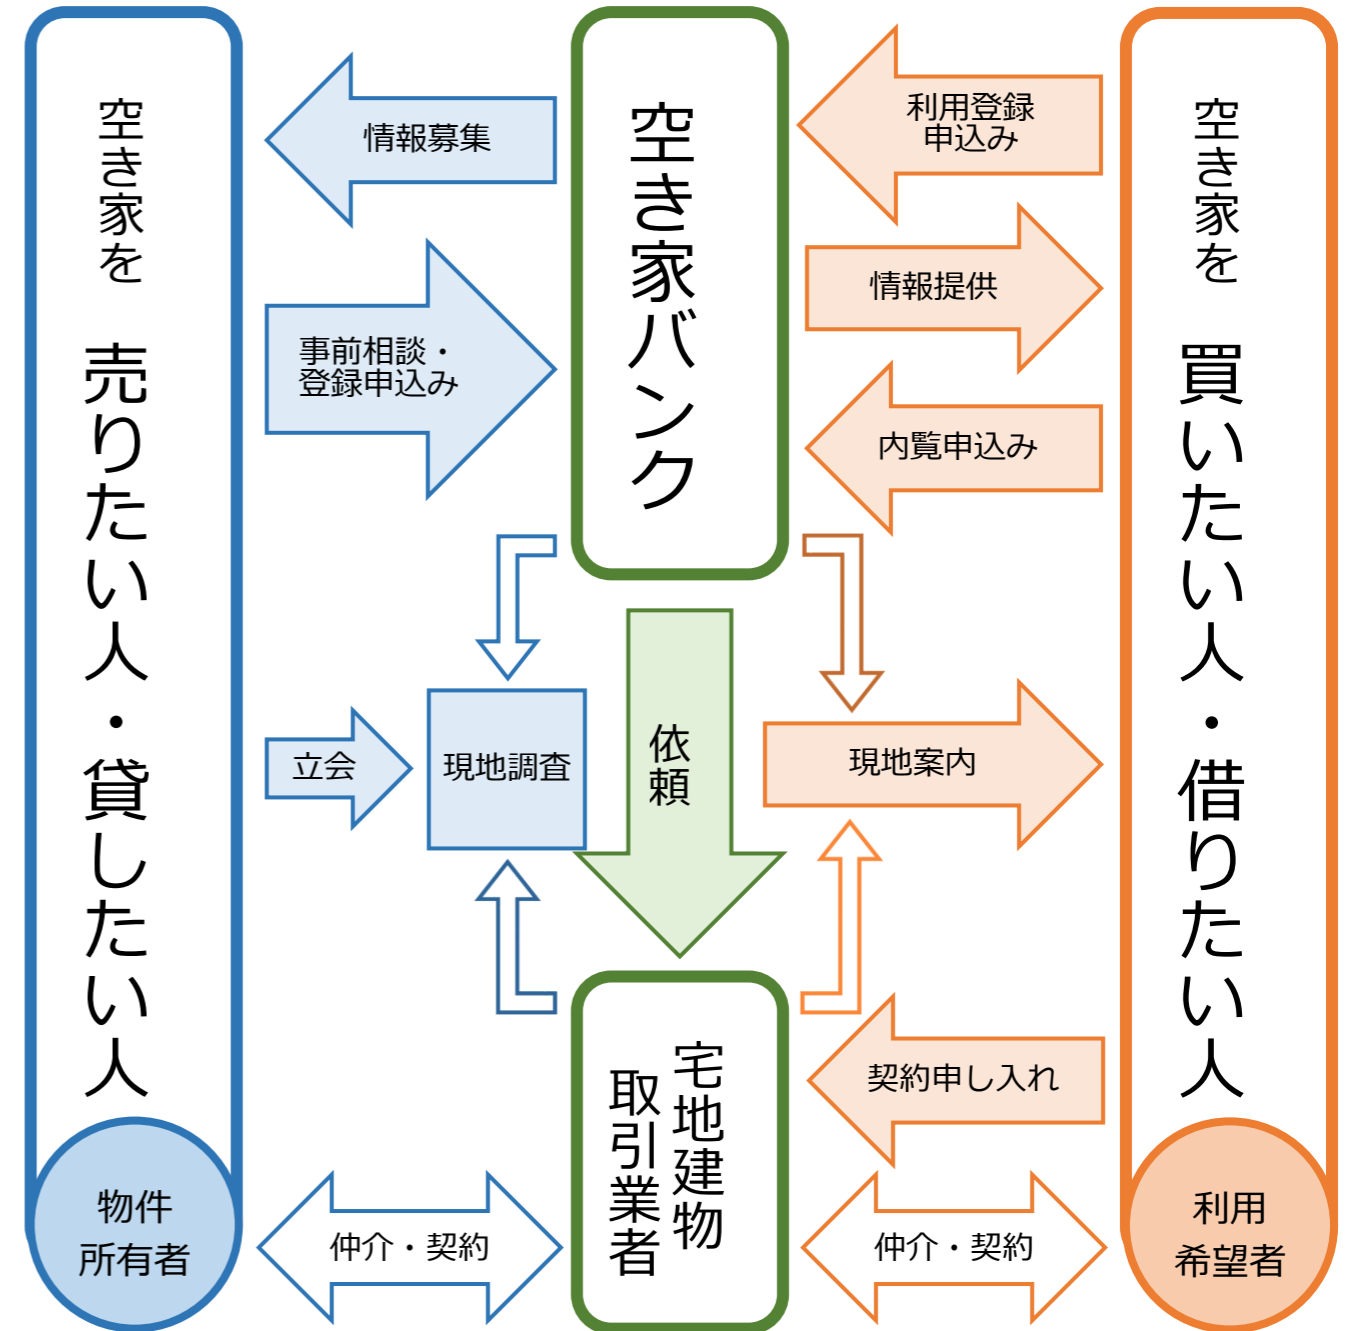 空き家を　売りたい人・貸したい人
物件
所有者
情報募集
事前相談・
登録申込み
立会
現地調査
仲介・契約
空き家バンク
依頼
宅地建物
取引業者
利用登録
申込み
情報提供
内覧申込み
現地案内
契約申し入れ
仲介・契約
空き家を　買いたい人・借りたい人
利用
希望者